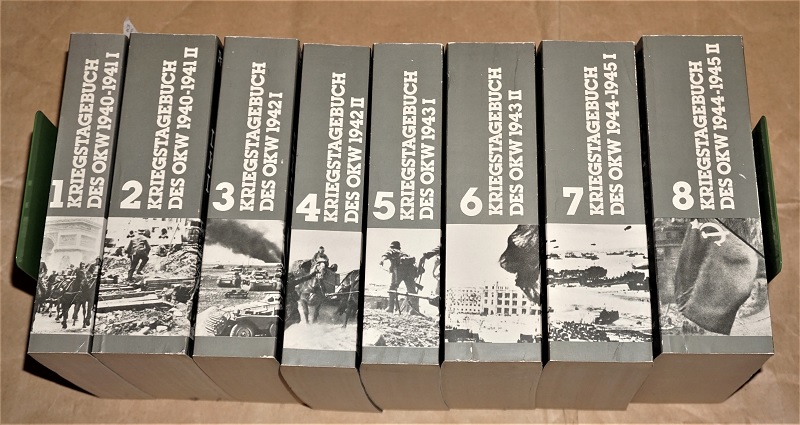 1
KRIEGSTAGEBUCH
DES OKW 1940-1941 I
2
KRIEGSTAGEBUCH
DES OKW 1940-1941 II
3
KRIEGSTAGEBUCH
DES OKW 1942 I
4
KRIEGSTAGEBUCH
DES OKW 1942 II
5
KRIEGSTAGEBUCH
DES OKW 1943 I
6
KRIEGSTAGEBUCH
DES OKW 1943 II
7
KRIEGSTAGEBUCH
DES OKW 1944-1945 I
8
KRIEGSTAGEBUCH
DES OKW 1944-1945 II